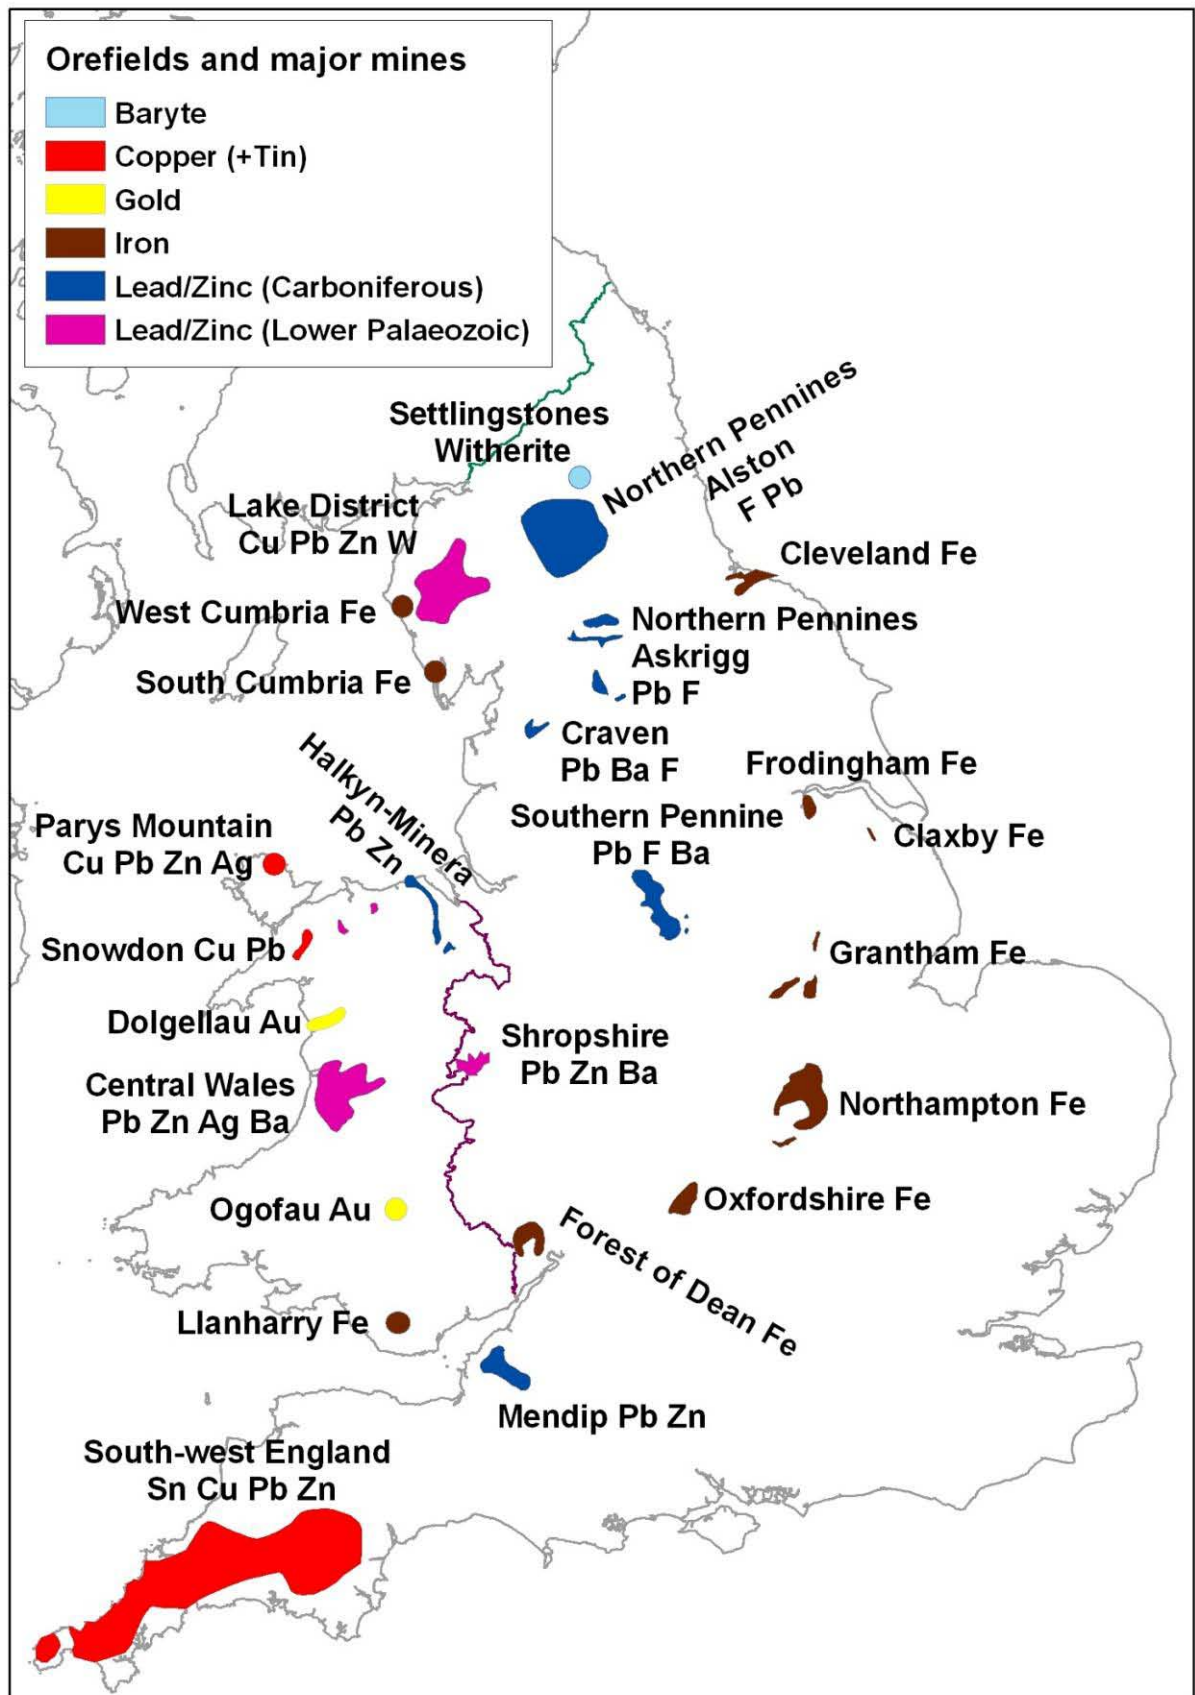 Orefields and major mines
Baryte
Copper (+Tin)
Gold
Iron
Lead/Zinc (Carboniferous)
Lead/Zinc (Lower Palaeozoic)
Settlingstones
Witherite
Northern Pennines
Alston
F Pb
Lake District
Cu Pb Zn W
Cleveland Fe
West Cumbria Fe
Northern Pennines
Askrigg
Pb F
South Cumbria Fe
Craven
Pb Ba F
Halkyn-Minera
Pb Zn
Frodingham Fe
Southern Pennine
Pb F Ba
Claxby Fe
Parys Mountain
Cu Pb Zn Ag
Snowdon Cu Pb
Grantham Fe
Dolgellau Au
Shropshire
Pb Zn Ba
Central Wales
Pb Zn Ag Ba
Northampton Fe
Ogofau Au
Oxfordshire Fe
Forest of Dean Fe
Llanharry Fe
Mendip Pb Zn
South-west England
Sn Cu Pb Zn